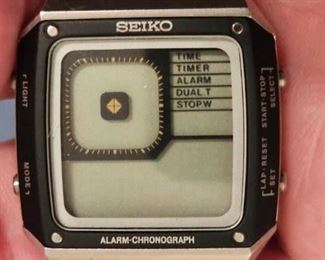 SEIKO
TIME
TIMER
ALARM
DUAL.T
STOP.W
LIGHT
MODE
START·STOP
SELECT
LAP·RESET
SET
ALARM-CHRONOGRAPH